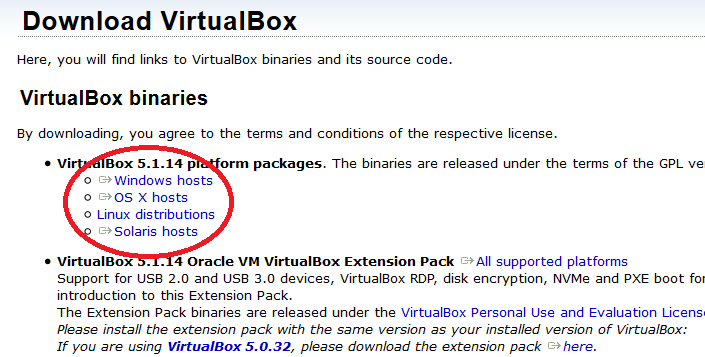 Download VirtualBox
Here, you will find links to VirtualBox binaries and its source code.
VirtualBox binaries
By downloading, you agree to the terms and conditions of the respective license.
VirtualBox 5.1.14 platform packages. The binaries are released under the terms of the GPL ve
Windows hosts
OS X hosts
Linux distributions
Solaris hosts
VirtualBox 5.1.14 Oracle VM VirtualBox Extension Pack All supported platforms
Support for USB 2.0 and USB 3.0 devices, VirtualBox RDP, disk encryption, NVMe and PXE boot for
introduction to this Extension Pack.
The Extension Pack binaries are released under the VirtualBox Personal Use and Evaluation License
Please install the extension pack with the same version as your installed version of VirtualBox:
If you are using VirtualBox 5.0.32, please download the extension pack here.